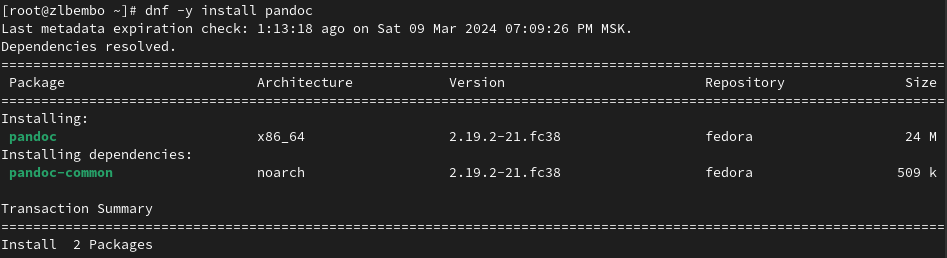 [root@zlbembo ~]# dnf -y install pandoc
Last metadata expiration check: 1:13:18 ago on Sat 09 Mar 2024 07:09:26 PM MSK.
Dependencies resolved.
================================================================================
Package Architecture Version Repository Size
================================================================================
Installing:
pandoc x86_64 2.19.2-21.fc38 fedora 24 M
Installing dependencies:
pandoc-common noarch 2.19.2-21.fc38 fedora 509 k
Transaction Summary
================================================================================
Install 2 Packages